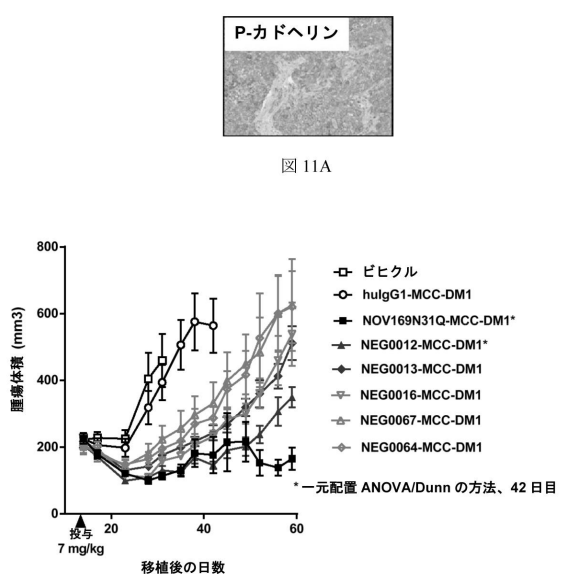 P-カドヘリン
図 11A
800
600
400
200
0
腫瘍体積 (mm3)
20
40
60
投与
7 mg/kg
移植後の日数
ビヒクル
huIgG1-MCC-DM1
NOV169N31Q-MCC-DM1*
NEG0012-MCC-DM1*
NEG0013-MCC-DM1
NEG0016-MCC-DM1
NEG0067-MCC-DM1
NEG0064-MCC-DM1
* 一元配置 ANOVA/Dunn の方法、42 日目